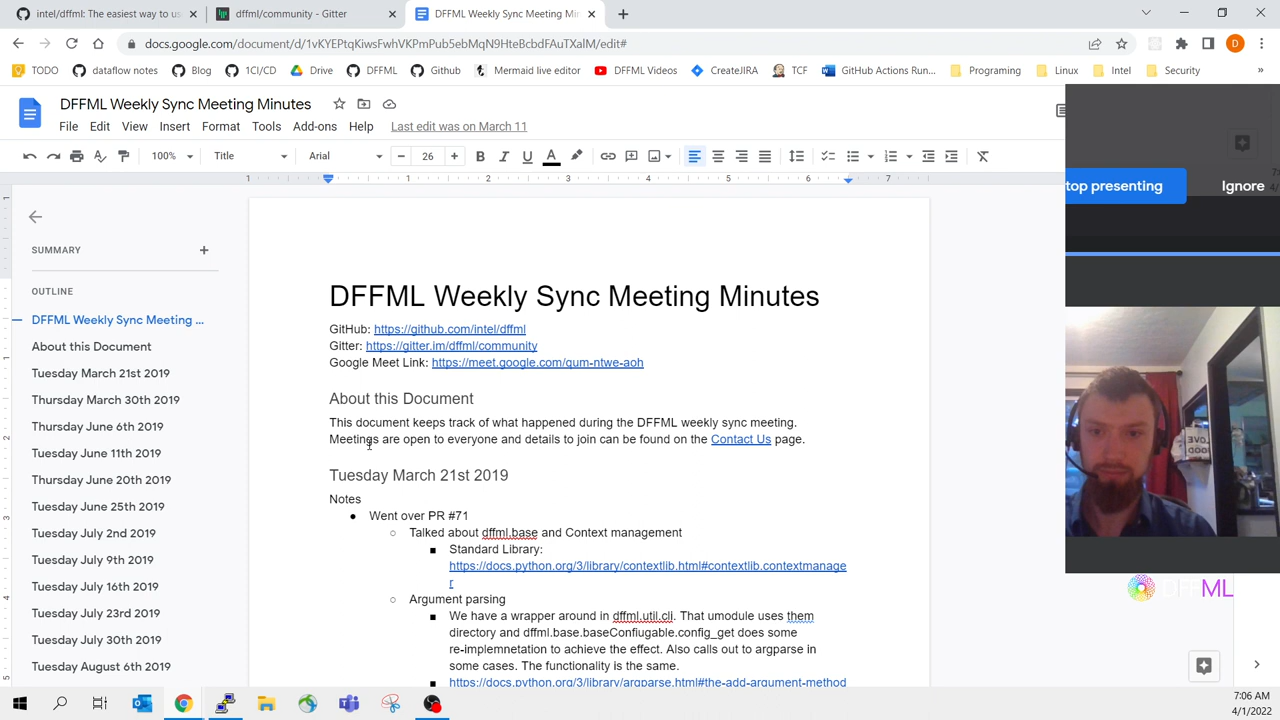 intel/dffml: The easiest way to us
dffml/community - Gitter
DFFML Weekly Sync Meeting Min
docs.google.com/document/d/1vKYEPtqKiwsFwhVKPmPub5ebMqN9HteBcbdFAuTXalM/edit#
TODO
dataflow notes
Blog
1CI/CD
Drive
DFFML
Github
Mermaid live editor
DFFML Videos
CreateJIRA
TCF
GitHub Actions Run...
Programing
Linux
Intel
Security
»
DFFML Weekly Sync Meeting Minutes
File Edit View Insert Format Tools Add-ons Help Last edit was on March 11
100% Title Arial 26
top presenting
Ignore
SUMMARY
OUTLINE
DFFML Weekly Sync Meeting ...
About this Document
Tuesday March 21st 2019
Thursday March 30th 2019
Thursday June 6th 2019
Tuesday June 11th 2019
Thursday June 20th 2019
Tuesday June 25th 2019
Tuesday July 2nd 2019
Tuesday July 9th 2019
Tuesday July 16th 2019
Tuesday July 23rd 2019
Tuesday July 30th 2019
Tuesday August 6th 2019
DFFML Weekly Sync Meeting Minutes
GitHub: https://github.com/intel/dffml
Gitter: https://gitter.im/dffml/community
Google Meet Link: https://meet.google.com/qum-ntwe-aoh
About this Document
This document keeps track of what happened during the DFFML weekly sync meeting.
Meetings are open to everyone and details to join can be found on the Contact Us page.
Tuesday March 21st 2019
Notes
● Went over PR #71
○ Talked about dffml.base and Context management
■ Standard Library:
https://docs.python.org/3/library/contextlib.html#contextlib.contextmanage
r
○ Argument parsing
■ We have a wrapper around in dffml.util.cli. That umodule uses them
directory and dffml.base.baseConfiugable.config_get does some
re-implemnetation to achieve the effect. Also calls out to argparse in
some cases. The functionality is the same.
■ https://docs.python.org/3/library/argparse.html#the-add-argument-method
DFFML
7:06 AM
4/1/2022